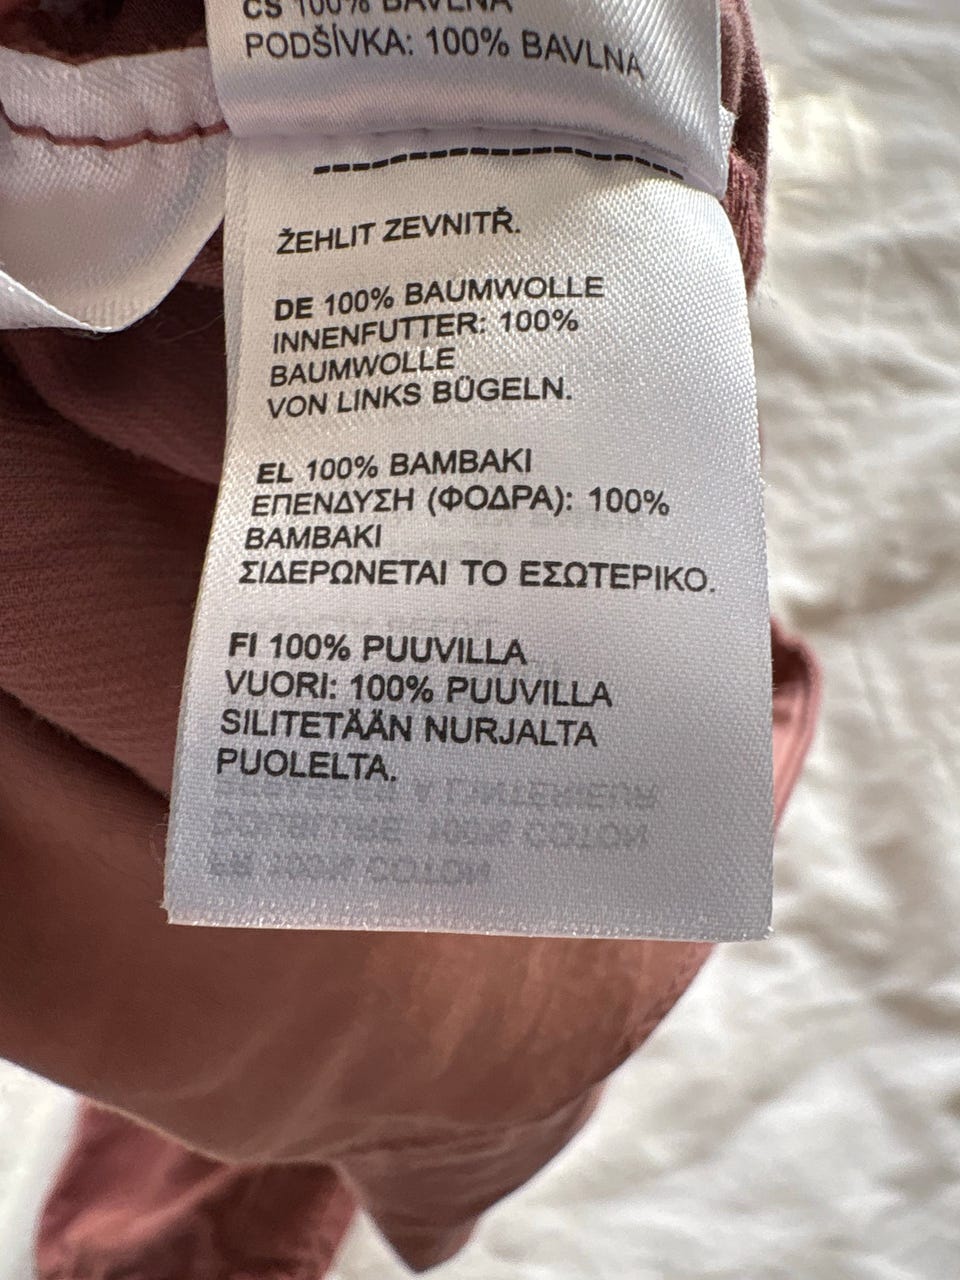 CS 100% BAVLNA
PODŠÍVKA: 100% BAVLNA
ŽEHLIT ZEVNITŘ.
DE 100% BAUMWOLLE
INNENFUTTER: 100%
BAUMWOLLE
VON LINKS BÜGELN.
EL 100% ΒΑΜΒΑΚΙ
ΕΠΕΝΔΥΣΗ (ΦΟΔΡΑ): 100%
ΒΑΜΒΑΚΙ
ΣΙΔΕΡΩΝΕΤΑΙ ΤΟ ΕΣΩΤΕΡΙΚΟ.
FI 100% PUUVILLA
VUORI: 100% PUUVILLA
SILITETÄÄN NURJALTA
PUOLELTA.